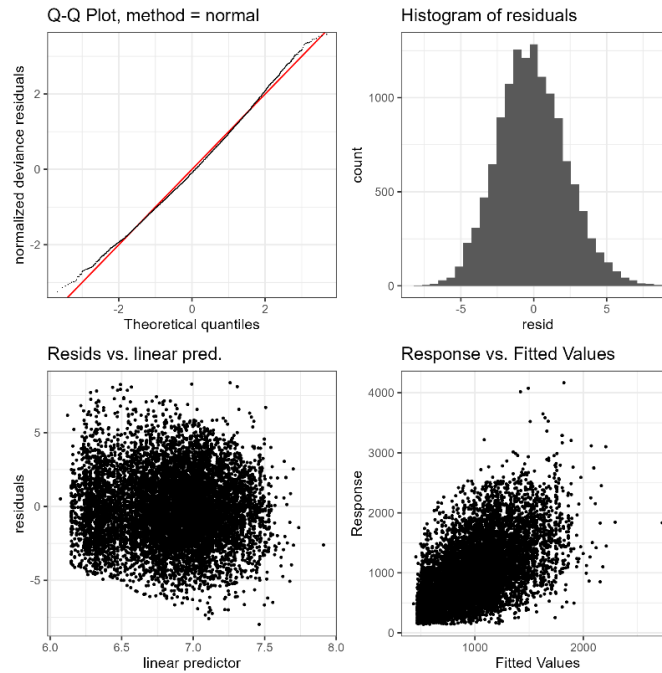 Q-Q Plot, method = normal
normalized deviance residuals
2
0
-2
-2
0
2
Theoretical quantiles
Histogram of residuals
count
1000
500
0
-5
0
5
resid
Resids vs. linear pred.
residuals
5
0
-5
6.0
6.5
7.0
7.5
8.0
linear predictor
Response vs. Fitted Values
Response
4000
3000
2000
1000
0
1000
2000
Fitted Values